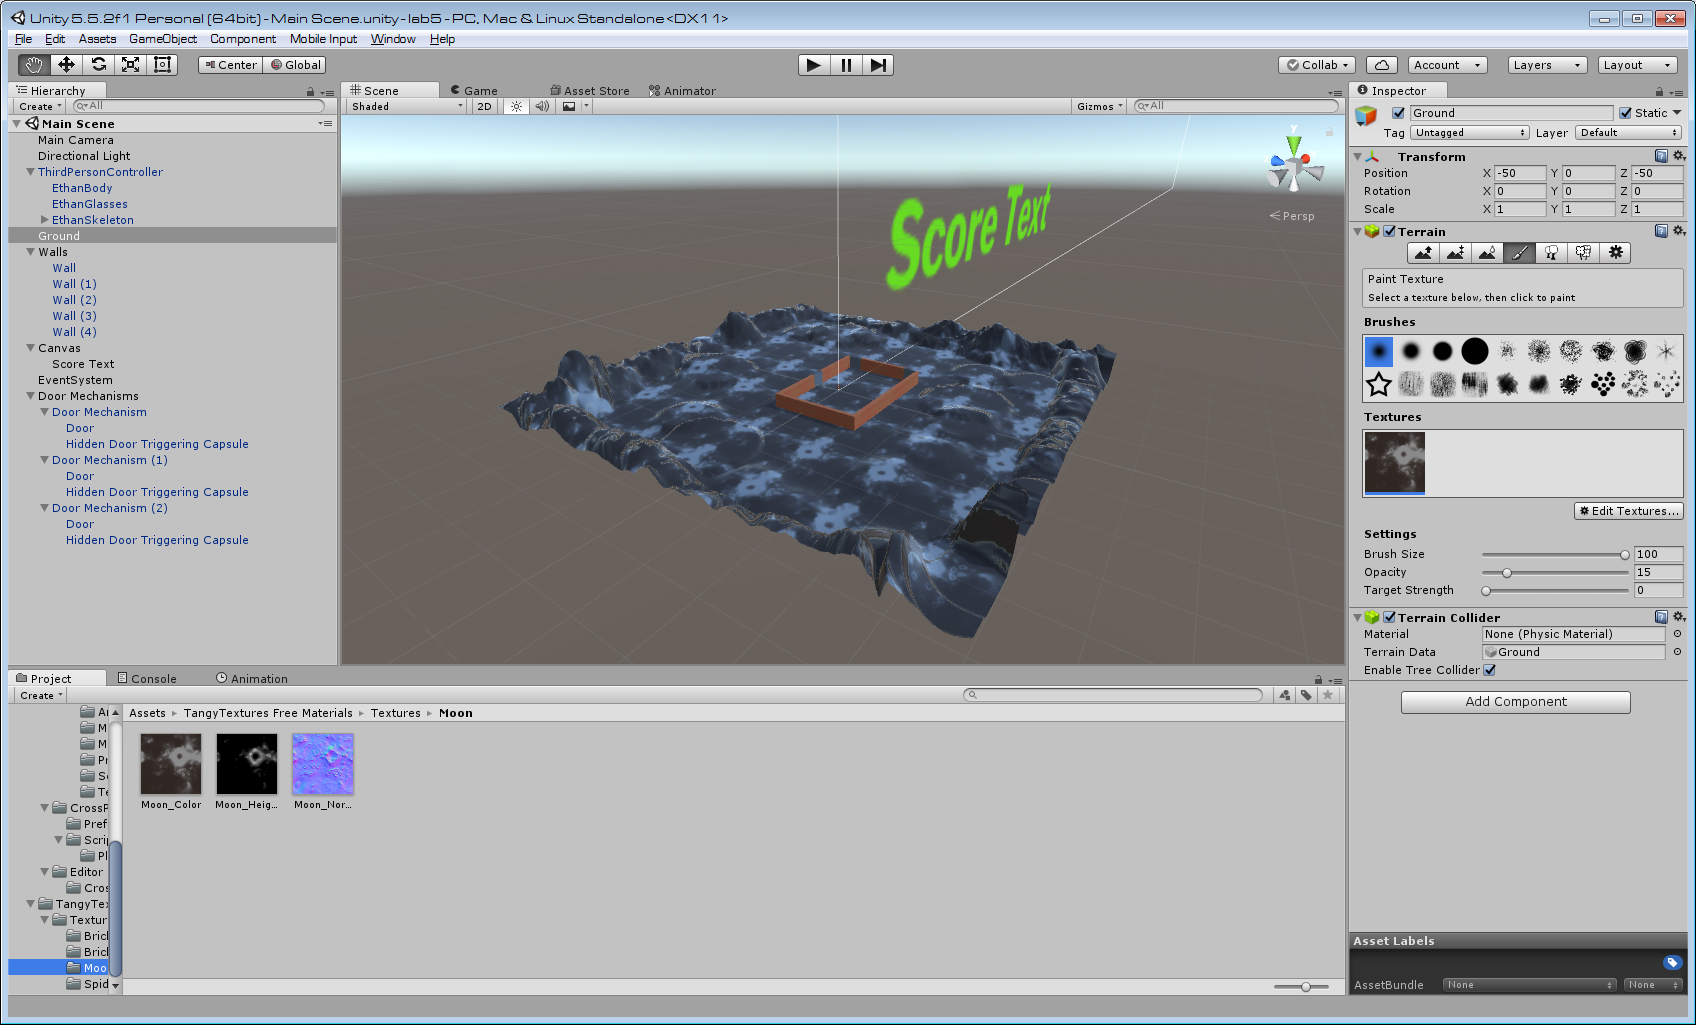 Unity 5.5.2f1 Personal (64bit) - Main Scene.unity - lab5 - PC, Mac & Linux Standalone <DX11>
File Edit Assets GameObject Component Mobile Input Window Help
Center Global Collab Account Layers Layout
Hierarchy
Create All
Main Scene
Main Camera
Directional Light
ThirdPersonController
EthanBody
EthanGlasses
EthanSkeleton
Ground
Walls
Wall
Wall (1)
Wall (2)
Wall (3)
Wall (4)
Canvas
Score Text
EventSystem
Door Mechanisms
Door Mechanism
Door
Hidden Door Triggering Capsule
Door Mechanism (1)
Door
Hidden Door Triggering Capsule
Door Mechanism (2)
Door
Hidden Door Triggering Capsule
Scene Game Asset Store Animator
Shaded 2D Gizmos All
y
Persp
Score Text
Inspector
Ground Static
Tag Untagged Layer Default
Transform
Position X -50 Y 0 Z -50
Rotation X 0 Y 0 Z 0
Scale X 1 Y 1 Z 1
Terrain
Paint Texture
Select a texture below, then click to paint
Brushes
Textures
Edit Textures...
Settings
Brush Size 100
Opacity 15
Target Strength 0
Terrain Collider
Material None (Physic Material)
Terrain Data Ground
Enable Tree Collider
Add Component
Asset Labels
AssetBundle None None
Project Console Animation
Create
Assets TangyTextures Free Materials Textures Moon
Moon_Color Moon_Heig... Moon_Nor...
CrossP
Pref
Scrip
Pl
Editor
Cros
TangyTex
Textur
Bricl
Bricl
Moo
Spid